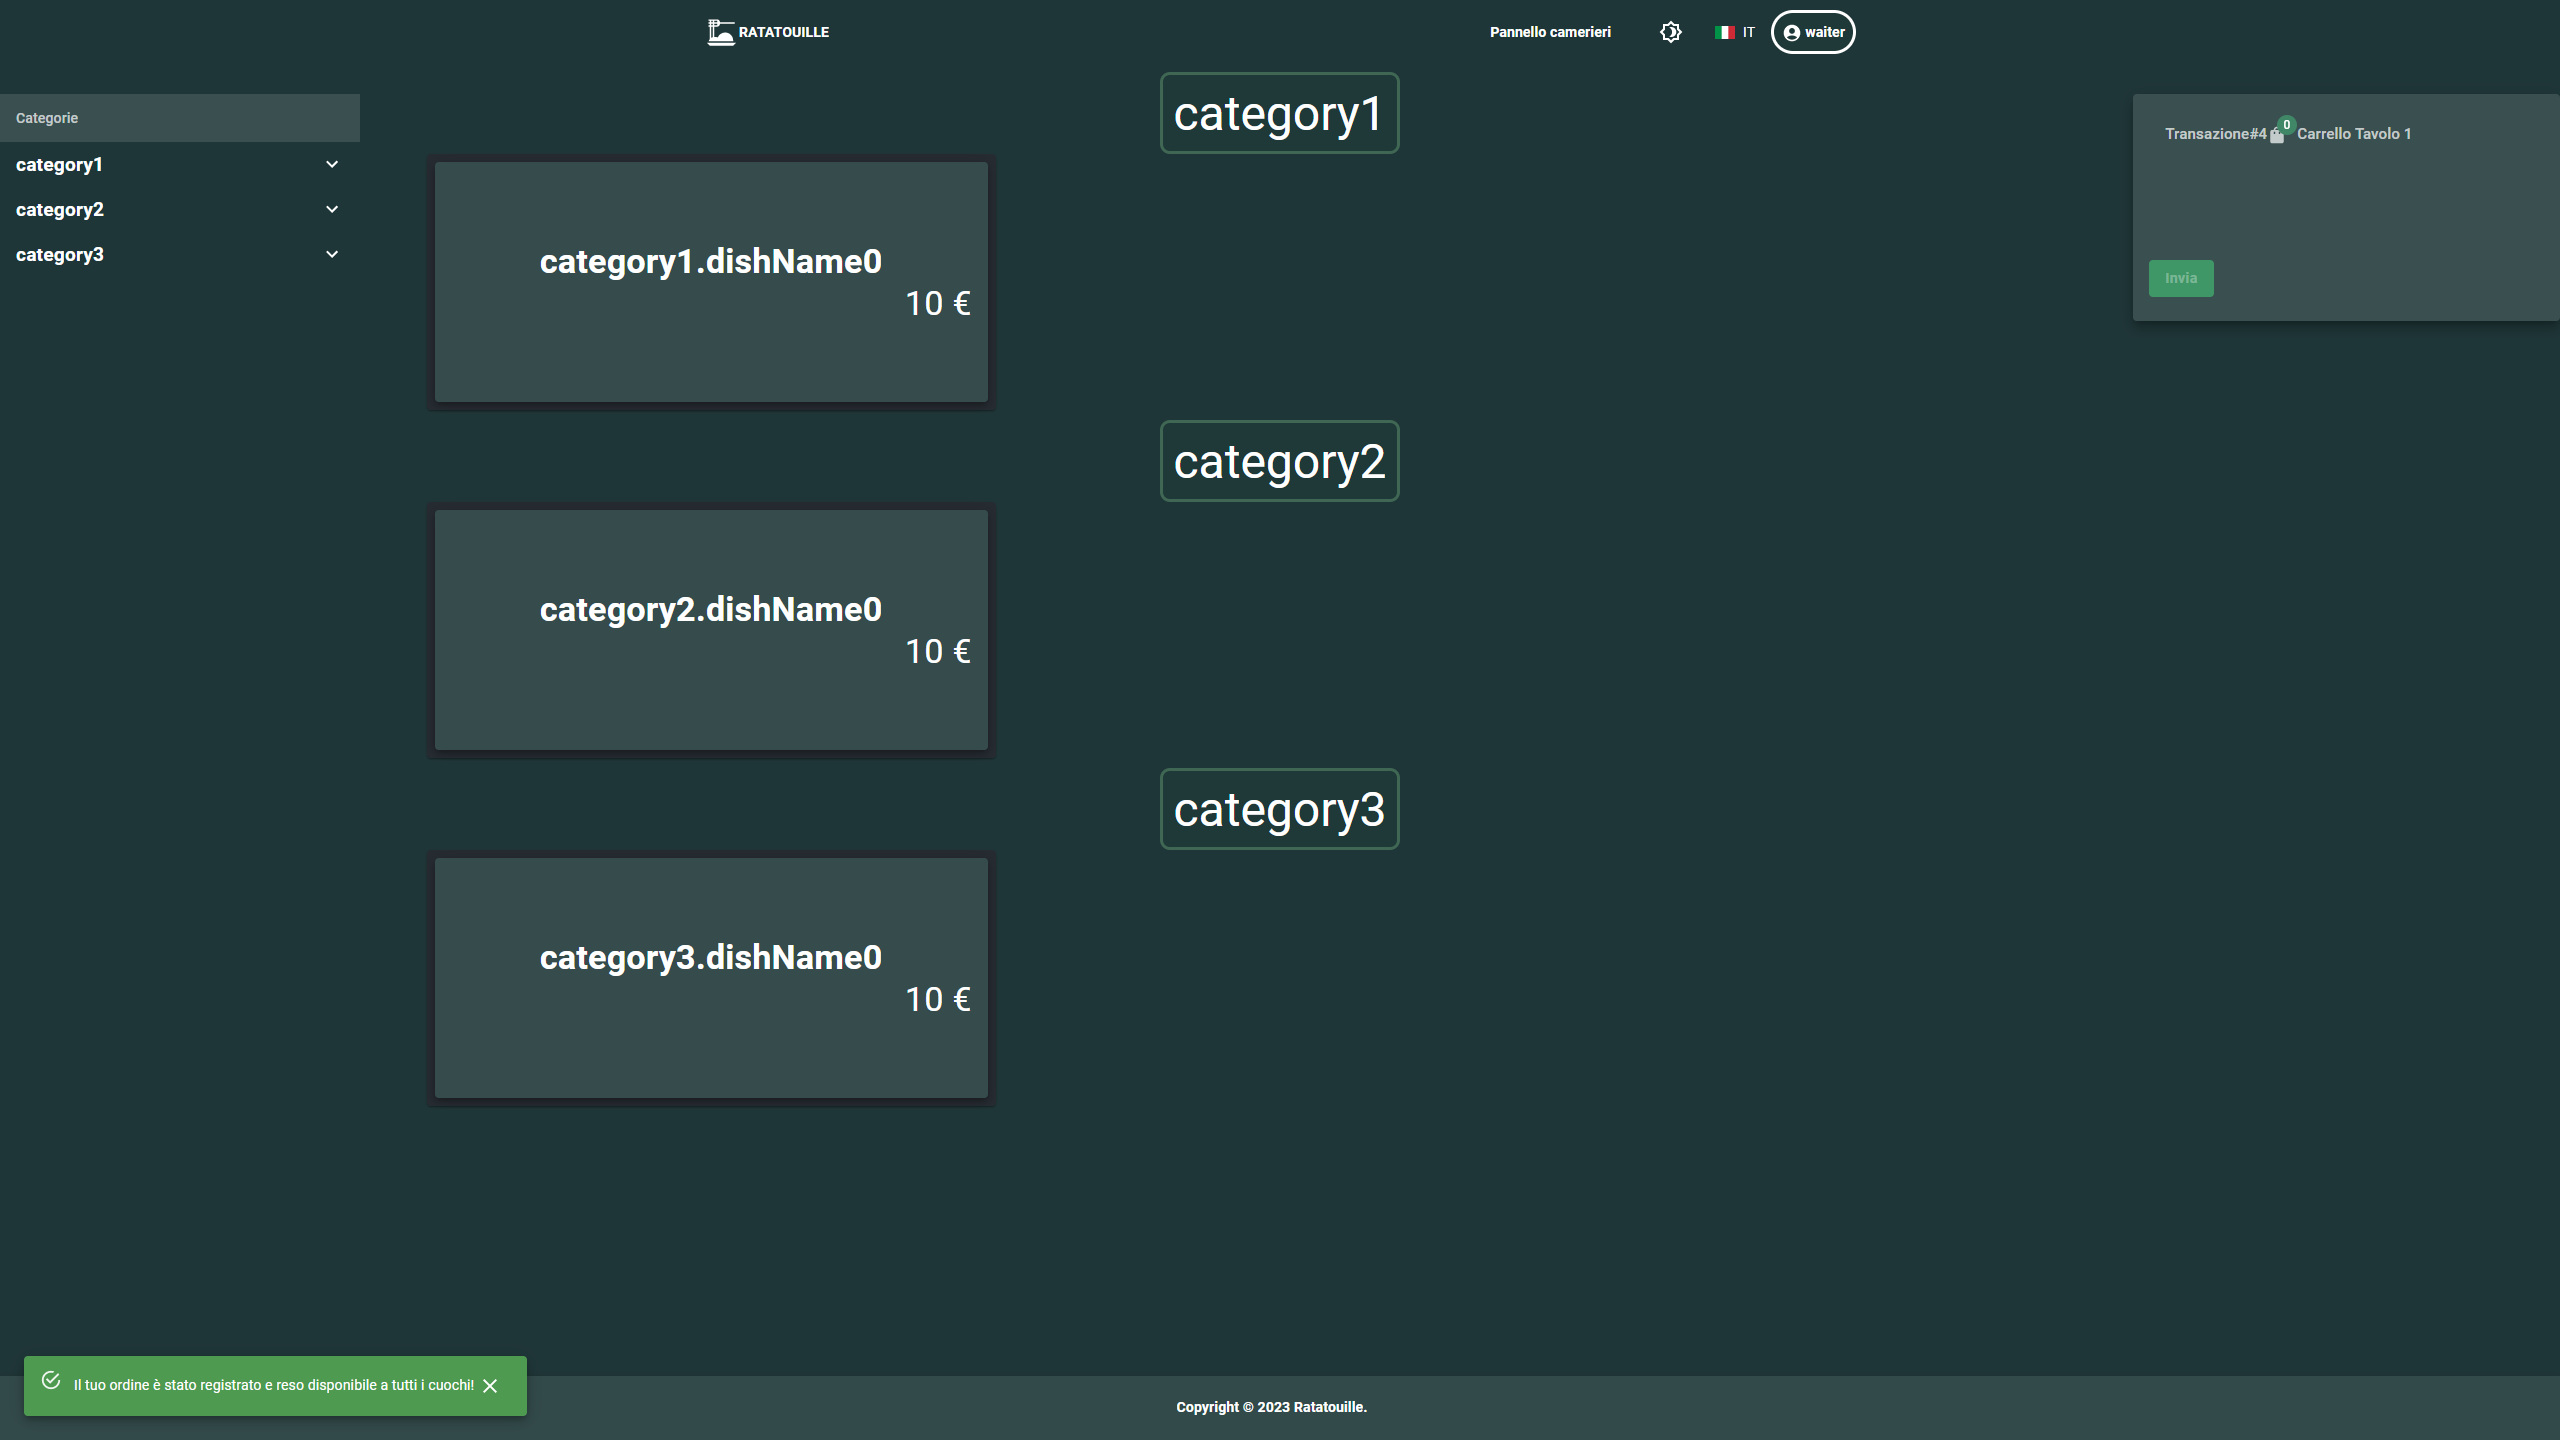 RATATOUILLE
Pannello camerieri
IT
waiter
Categorie
category1
category2
category3
category1
category1.dishName0
10 €
category2
category2.dishName0
10 €
category3
category3.dishName0
10 €
Transazione#4 0 Carrello Tavolo 1
Invia
Il tuo ordine è stato registrato e reso disponibile a tutti i cuochi!
Copyright © 2023 Ratatouille.